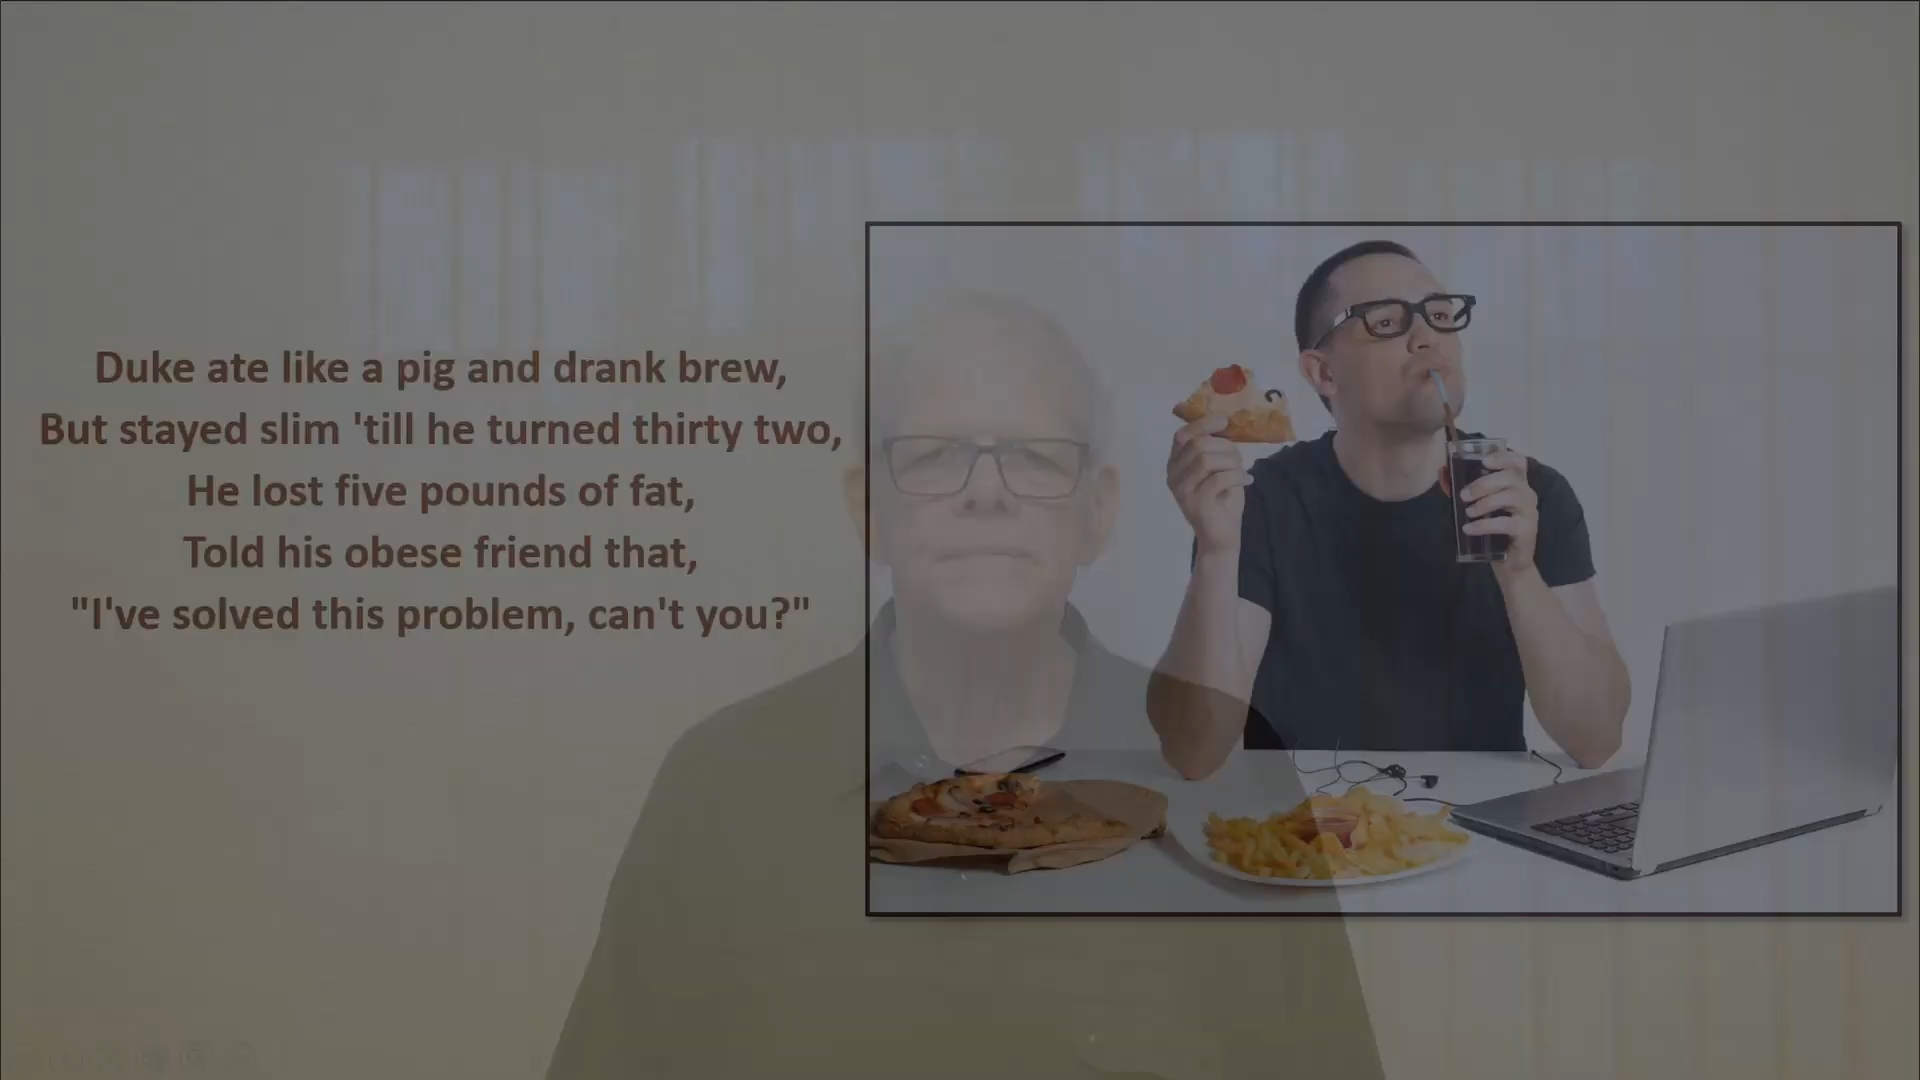 Duke ate like a pig and drank brew,
But stayed slim 'till he turned thirty two,
He lost five pounds of fat,
Told his obese friend that,
"I've solved this problem, can't you?"